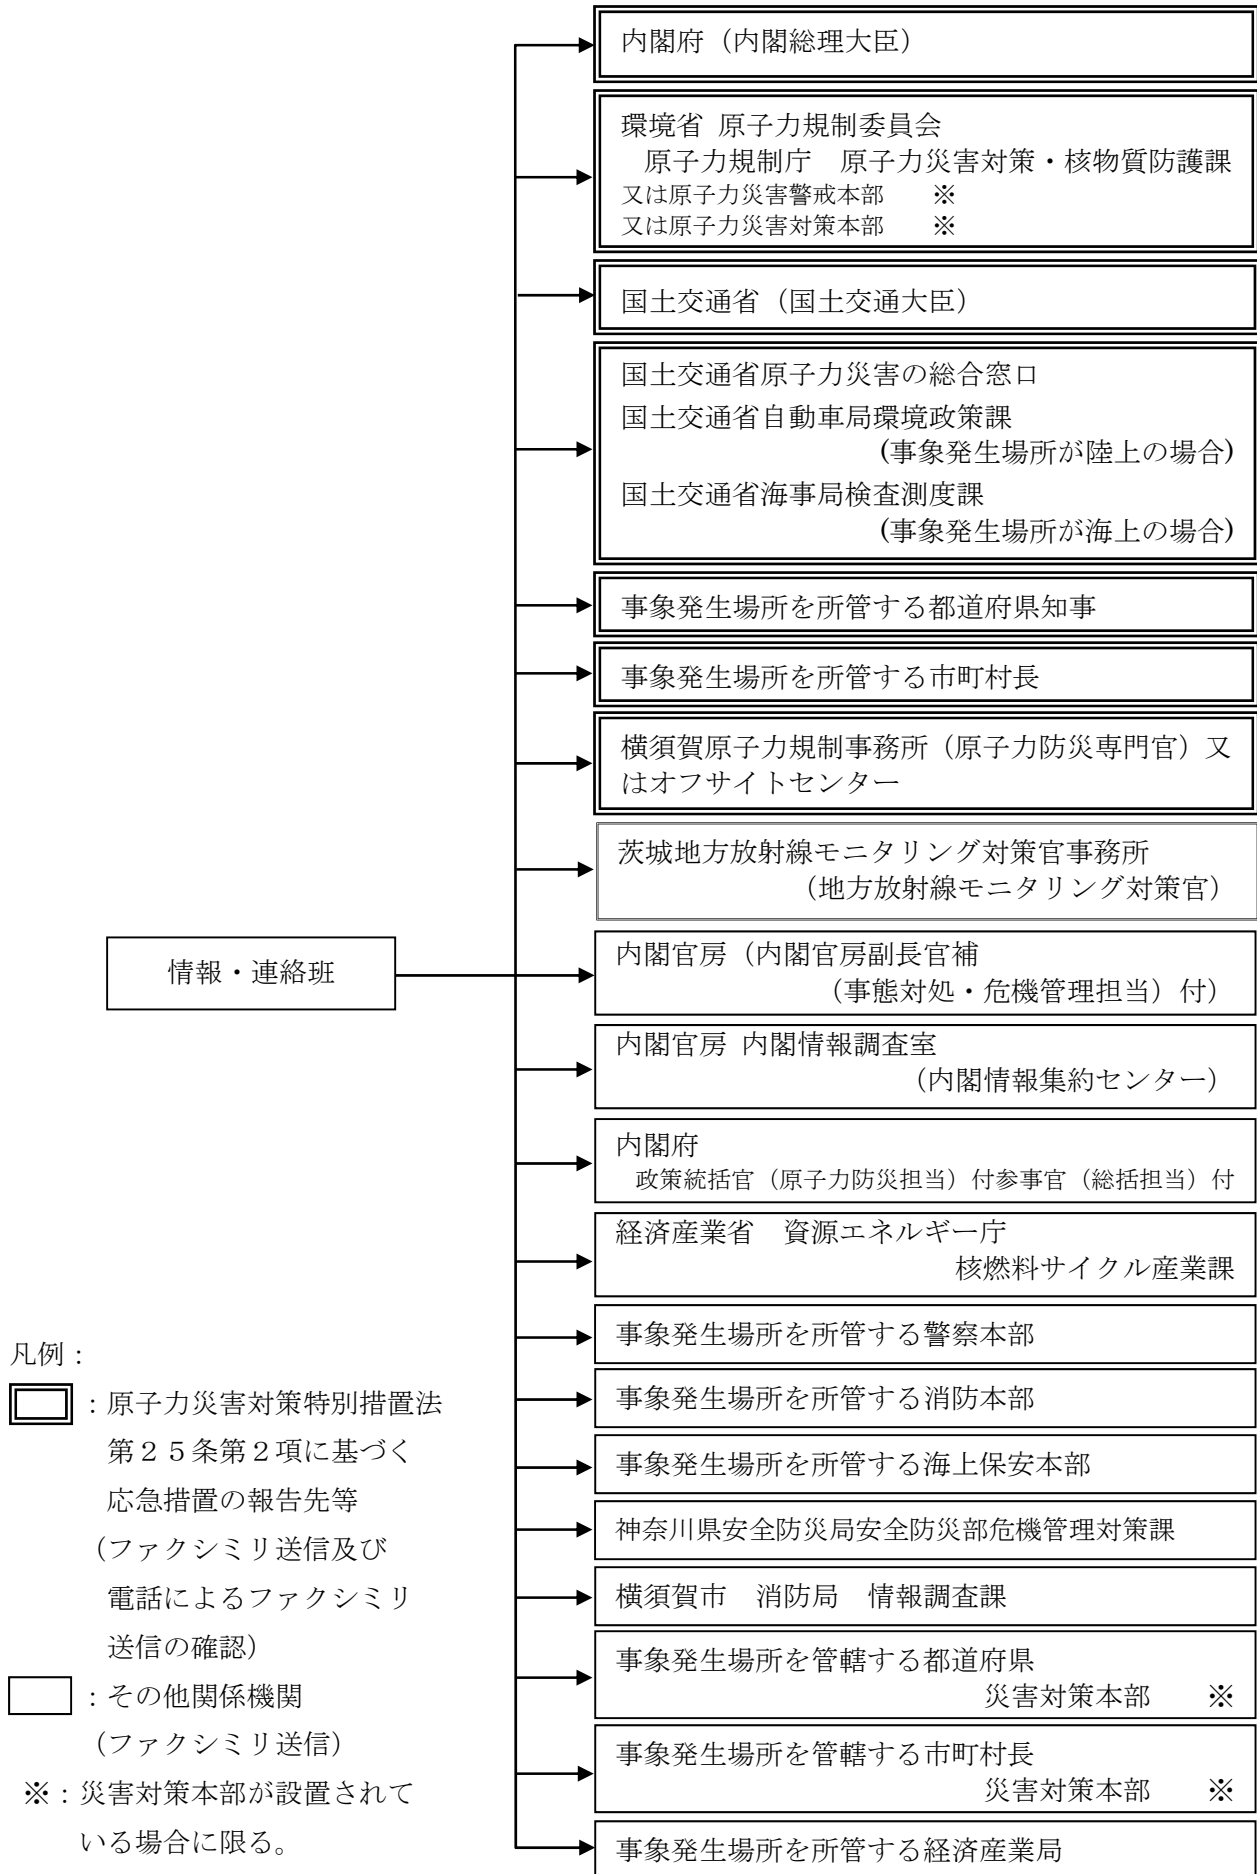 内閣府（内閣総理大臣）
環境省 原子力規制委員会
原子力規制庁　原子力災害対策・核物質防護課
又は原子力災害警戒本部　　※
又は原子力災害対策本部　　※
国土交通省（国土交通大臣）
国土交通省原子力災害の総合窓口
国土交通省自動車局環境政策課
(事象発生場所が陸上の場合)
国土交通省海事局検査測度課
(事象発生場所が海上の場合)
事象発生場所を所管する都道府県知事
事象発生場所を所管する市町村長
横須賀原子力規制事務所（原子力防災専門官）又
はオフサイトセンター
茨城地方放射線モニタリング対策官事務所
（地方放射線モニタリング対策官）
情報・連絡班
内閣官房（内閣官房副長官補
（事態対処・危機管理担当）付）
内閣官房 内閣情報調査室
（内閣情報集約センター）
内閣府
政策統括官（原子力防災担当）付参事官（総括担当）付
経済産業省　資源エネルギー庁
核燃料サイクル産業課
事象発生場所を所管する警察本部
事象発生場所を所管する消防本部
事象発生場所を所管する海上保安本部
神奈川県安全防災局安全防災部危機管理対策課
横須賀市　消防局　情報調査課
事象発生場所を管轄する都道府県
災害対策本部　　※
事象発生場所を管轄する市町村長
災害対策本部　　※
事象発生場所を所管する経済産業局
凡例：
：原子力災害対策特別措置法
第２５条第２項に基づく
応急措置の報告先等
（ファクシミリ送信及び
電話によるファクシミリ
送信の確認）
：その他関係機関
（ファクシミリ送信）
※：災害対策本部が設置されて
いる場合に限る。